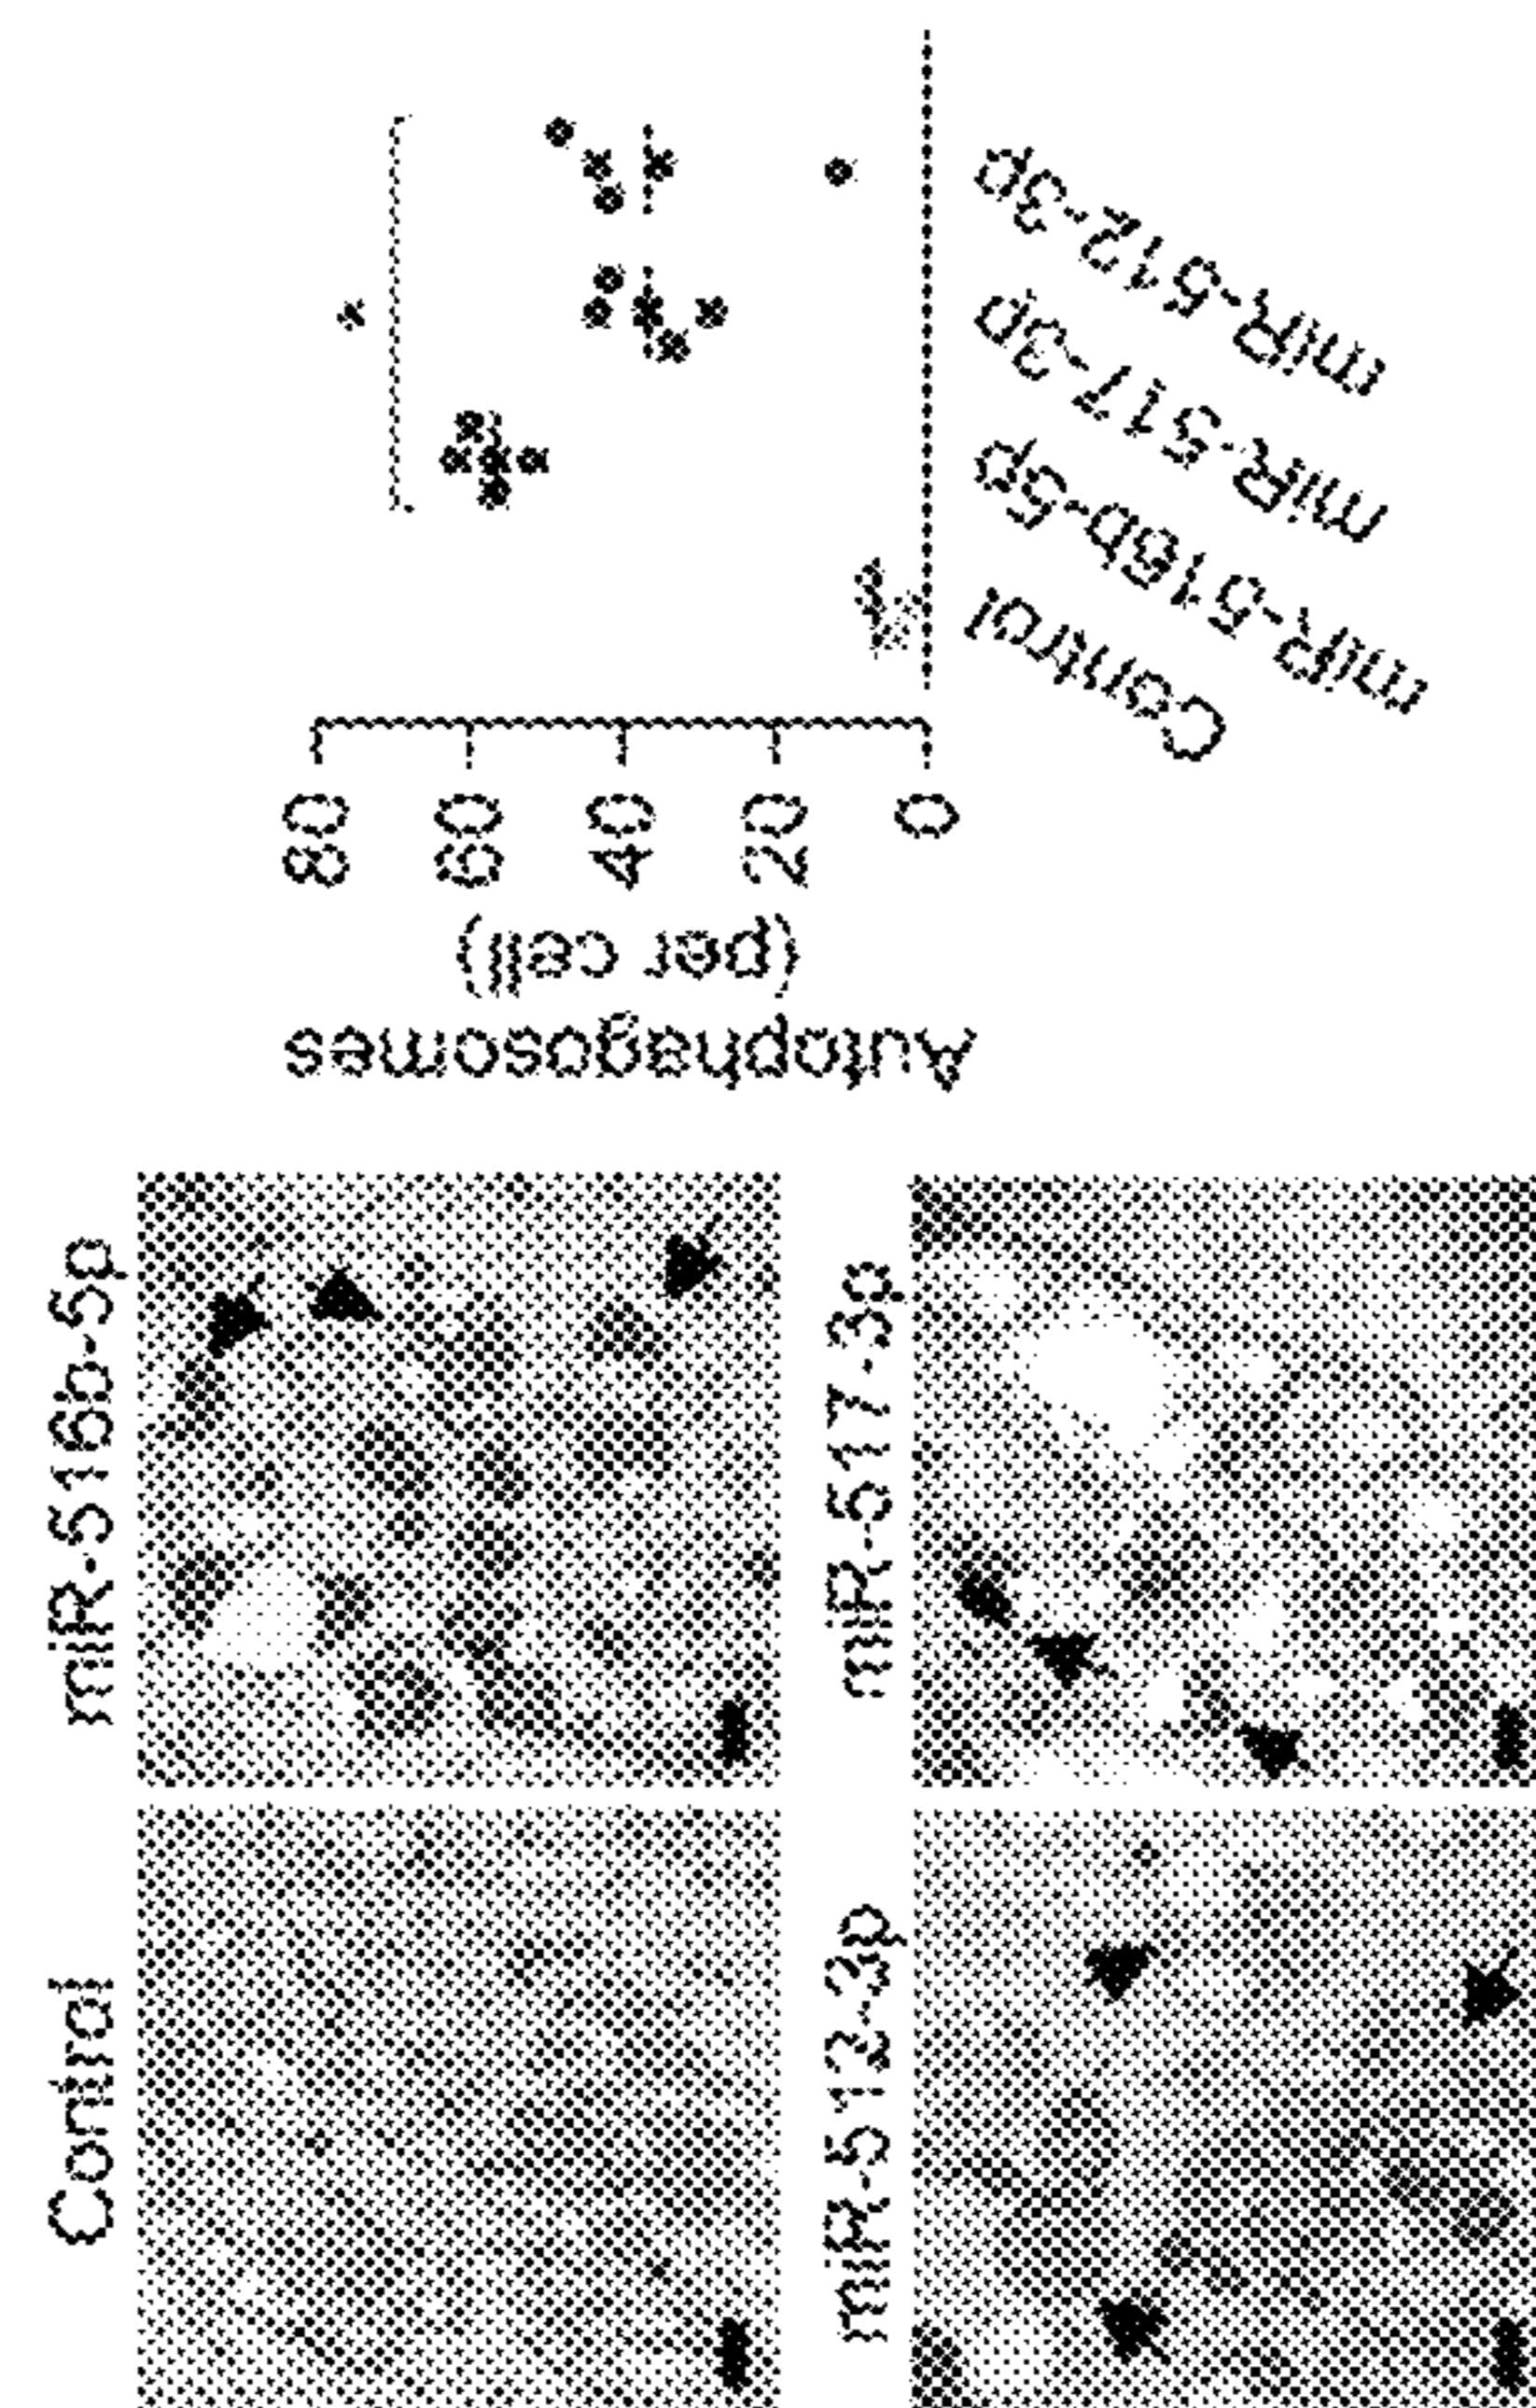 Control
miR-516b-5p
miR-512-3p
miR-517-3p
Autophagosomes
(per cell)
80
60
40
20
0
*
Control
miR-516b-5p
miR-517-3p
miR-512-3p